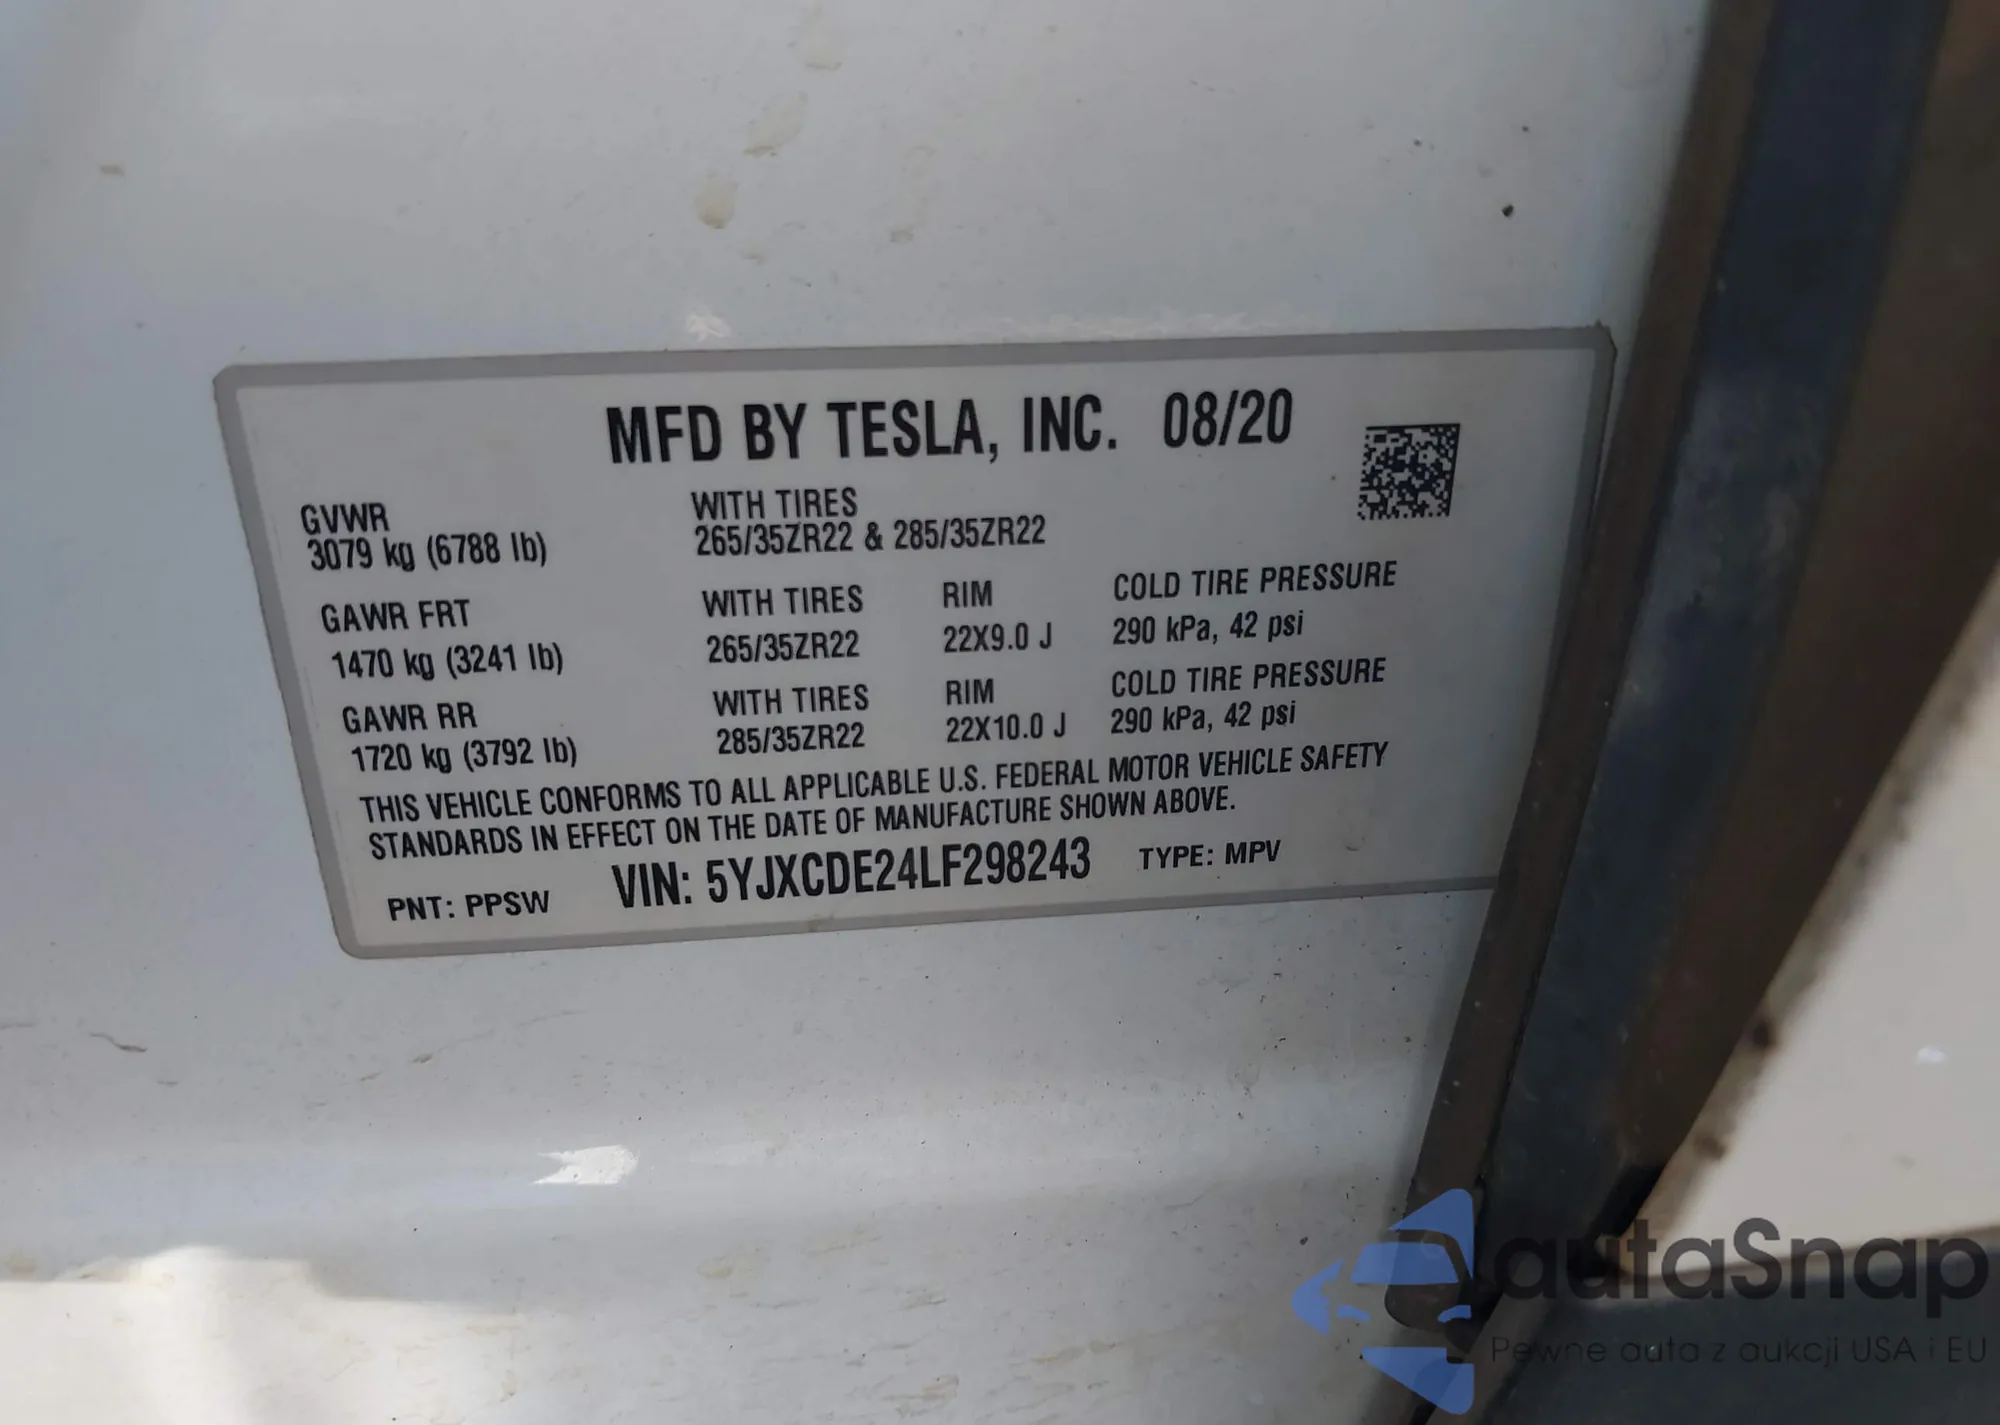 MFD BY TESLA, INC. 08/20
GVWR
3079 kg (6788 lb)
WITH TIRES
265/35ZR22 & 285/35ZR22
GAWR FRT
1470 kg (3241 lb)
WITH TIRES
265/35ZR22
RIM
22X9.0 J
COLD TIRE PRESSURE
290 kPa, 42 psi
GAWR RR
1720 kg (3792 lb)
WITH TIRES
285/35ZR22
RIM
22X10.0 J
COLD TIRE PRESSURE
290 kPa, 42 psi
THIS VEHICLE CONFORMS TO ALL APPLICABLE U.S. FEDERAL MOTOR VEHICLE SAFETY
STANDARDS IN EFFECT ON THE DATE OF MANUFACTURE SHOWN ABOVE.
PNT: PPSW
VIN: 5YJXCDE24LF298243
TYPE: MPV
autaSnap
Pewne auta z aukcji USA i EU